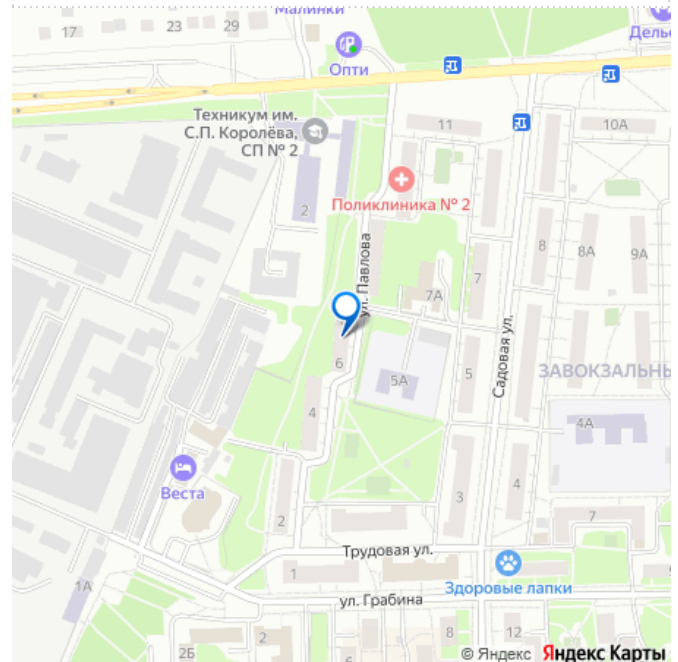 Малинки
17
23
29
Опти
Дель
Техникум им.
С.П. Королёва,
СП № 2
11
10А
2
Поликлиника № 2
ул. Павлова
8
8А
9А
7
7А
Садовая ул.
6
5А
5
ЗАВОКЗАЛЬНЫ
4
4А
Веста
3
4
2
7
Трудовая ул.
1
Здоровые лапки
1А
ул. Грабина
2Б
2
6
8
12
© Яндекс Яндекс Карты